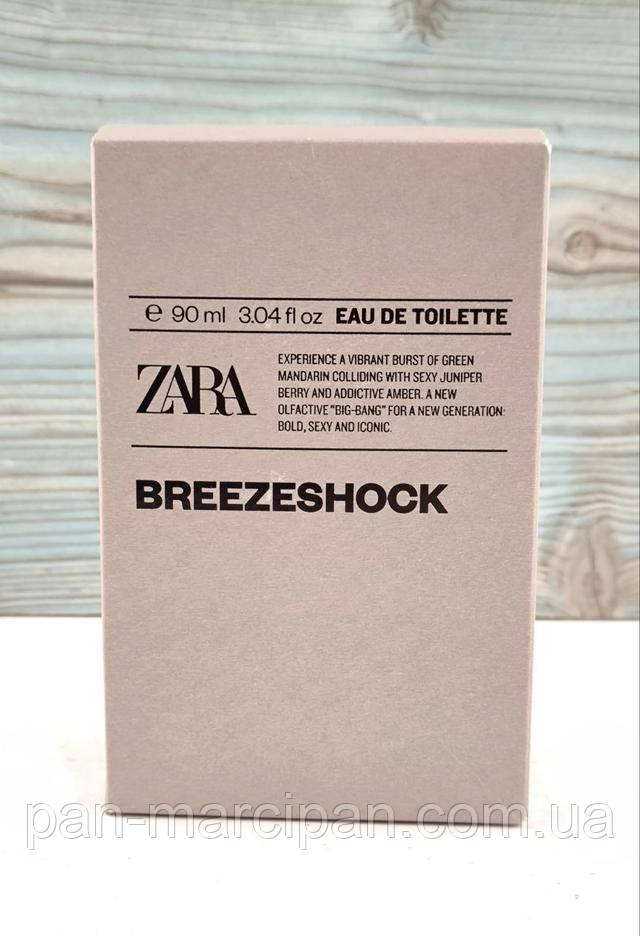 ℮ 90 ml 3.04 fl oz EAU DE TOILETTE
ZARA
EXPERIENCE A VIBRANT BURST OF GREEN
MANDARIN COLLIDING WITH SEXY JUNIPER
BERRY AND ADDICTIVE AMBER. A NEW
OLFACTIVE "BIG-BANG" FOR A NEW GENERATION:
BOLD, SEXY AND ICONIC.
BREEZESHOCK
pan-marcipan.com.ua